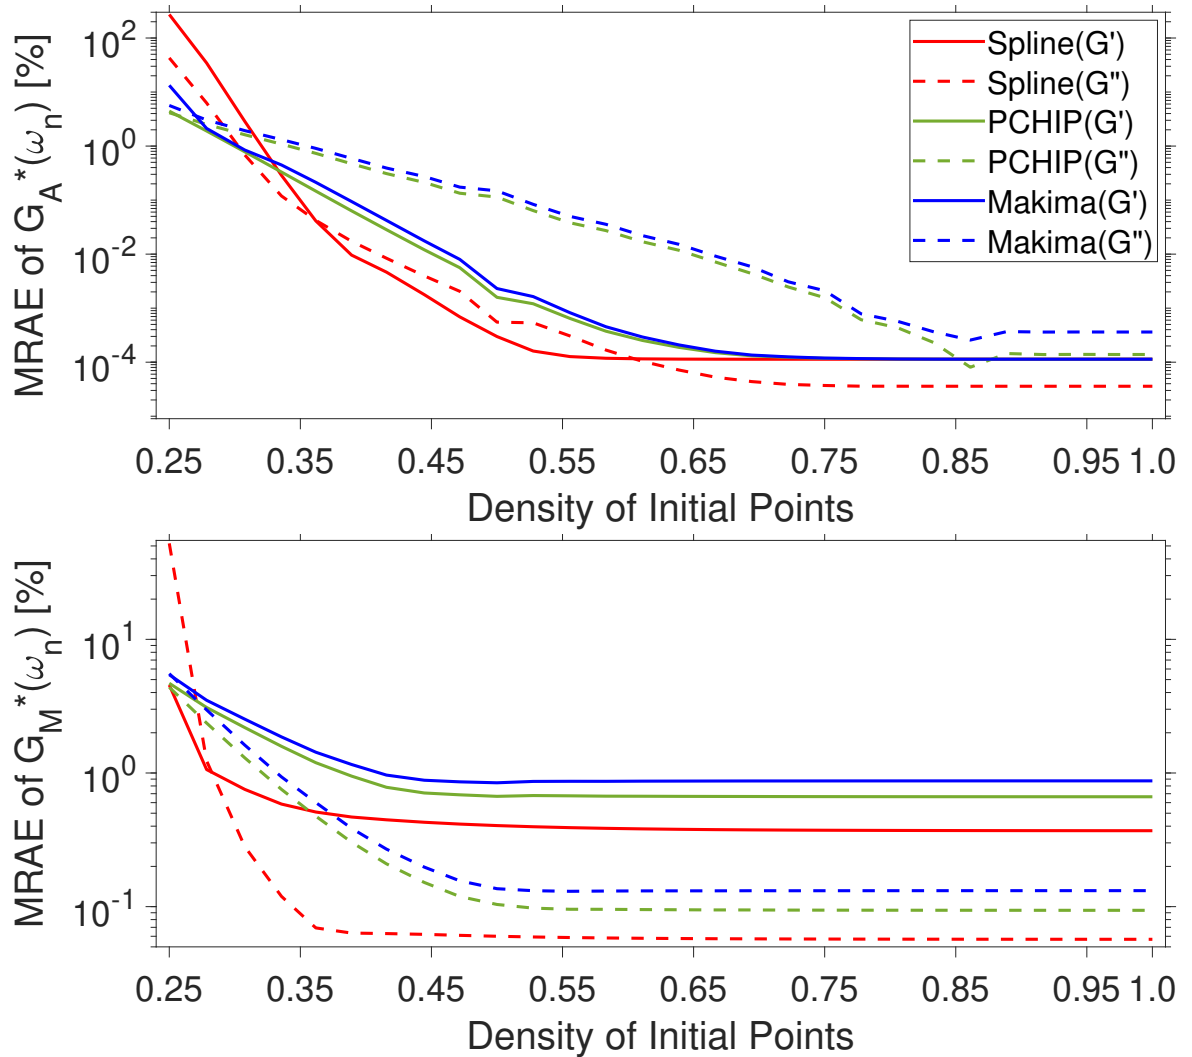 MRAE of G_A*(ω_n) [%]
10^2
10^0
10^-2
10^-4
Spline(G')
Spline(G")
PCHIP(G')
PCHIP(G")
Makima(G')
Makima(G")
0.25 0.35 0.45 0.55 0.65 0.75 0.85 0.95 1.0
Density of Initial Points
MRAE of G_M*(ω_n) [%]
10^1
10^0
10^-1
0.25 0.35 0.45 0.55 0.65 0.75 0.85 0.95 1.0
Density of Initial Points